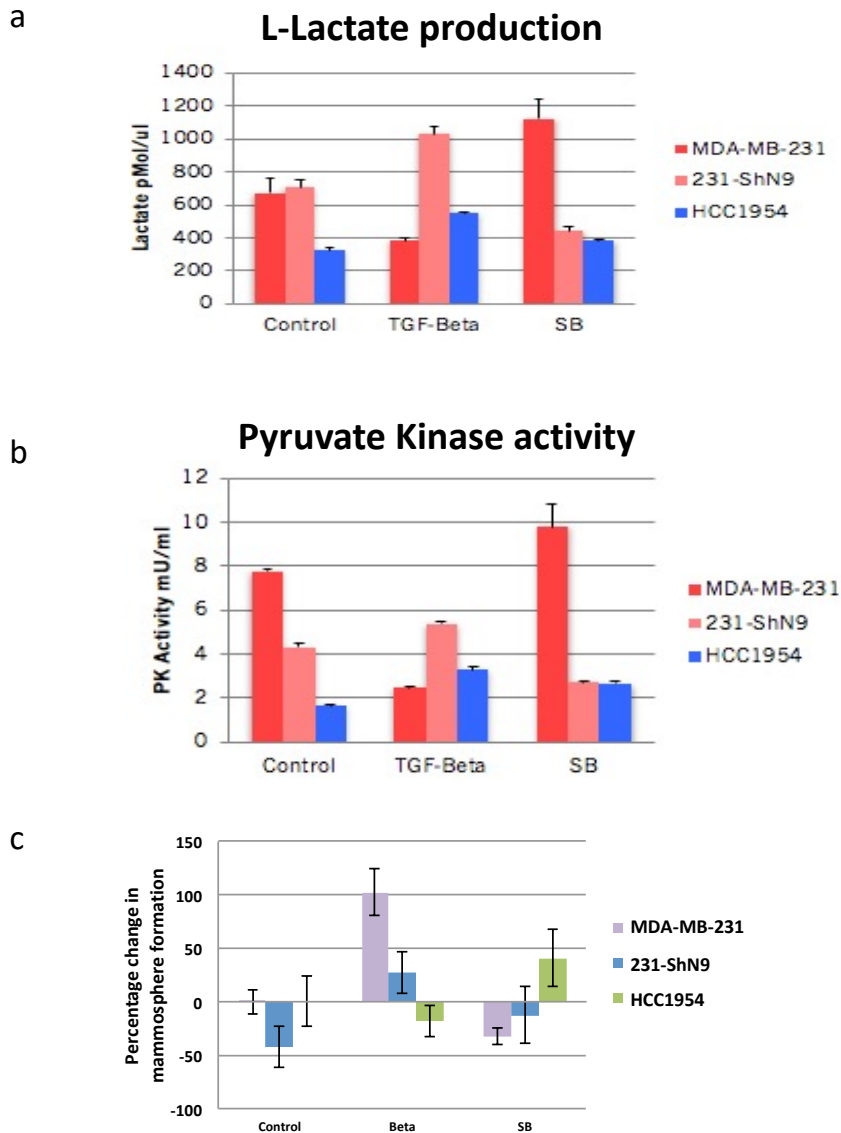 a
L-Lactate production
1400
1200
1000
800
600
400
200
0
Lactate pMol/ul
Control
TGF-Beta
SB
MDA-MB-231
231-ShN9
HCC1954
b
Pyruvate Kinase activity
12
10
8
6
4
2
0
PK Activity mU/ml
Control
TGF-Beta
SB
MDA-MB-231
231-ShN9
HCC1954
c
150
100
50
0
-50
-100
Percentage change in
mammosphere formation
Control
Beta
SB
MDA-MB-231
231-ShN9
HCC1954